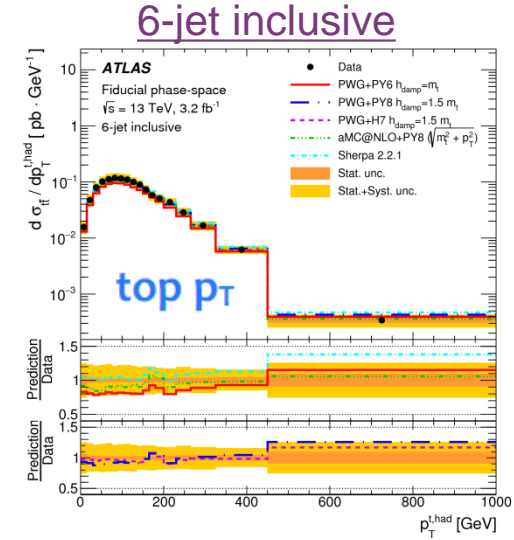 6-jet inclusive
d σ_tt̄ / dp_T^t,had [ pb · GeV⁻¹ ]
10
1
10⁻¹
10⁻²
10⁻³
ATLAS
Fiducial phase-space
√s = 13 TeV, 3.2 fb⁻¹
6-jet inclusive
Data
PWG+PY6 h_damp=m_t
PWG+PY8 h_damp=1.5 m_t
PWG+H7 h_damp=1.5 m_t
aMC@NLO+PY8 (√m_t²+p_T²)
Sherpa 2.2.1
Stat. unc.
Stat.+Syst. unc.
top p_T
Prediction
Data
1.5
1
0.5
Prediction
Data
1.5
1
0.5
0 200 400 600 800 1000
p_T^t,had [GeV]